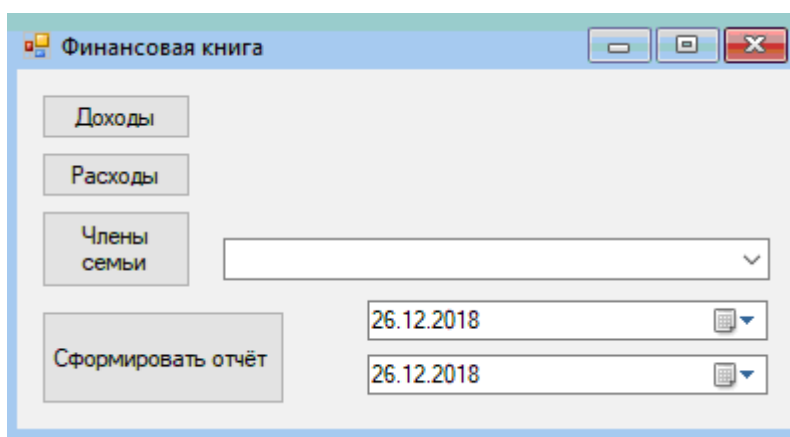 Финансовая книга
Доходы
Расходы
Члены
семьи
26.12.2018
Сформировать отчёт
26.12.2018